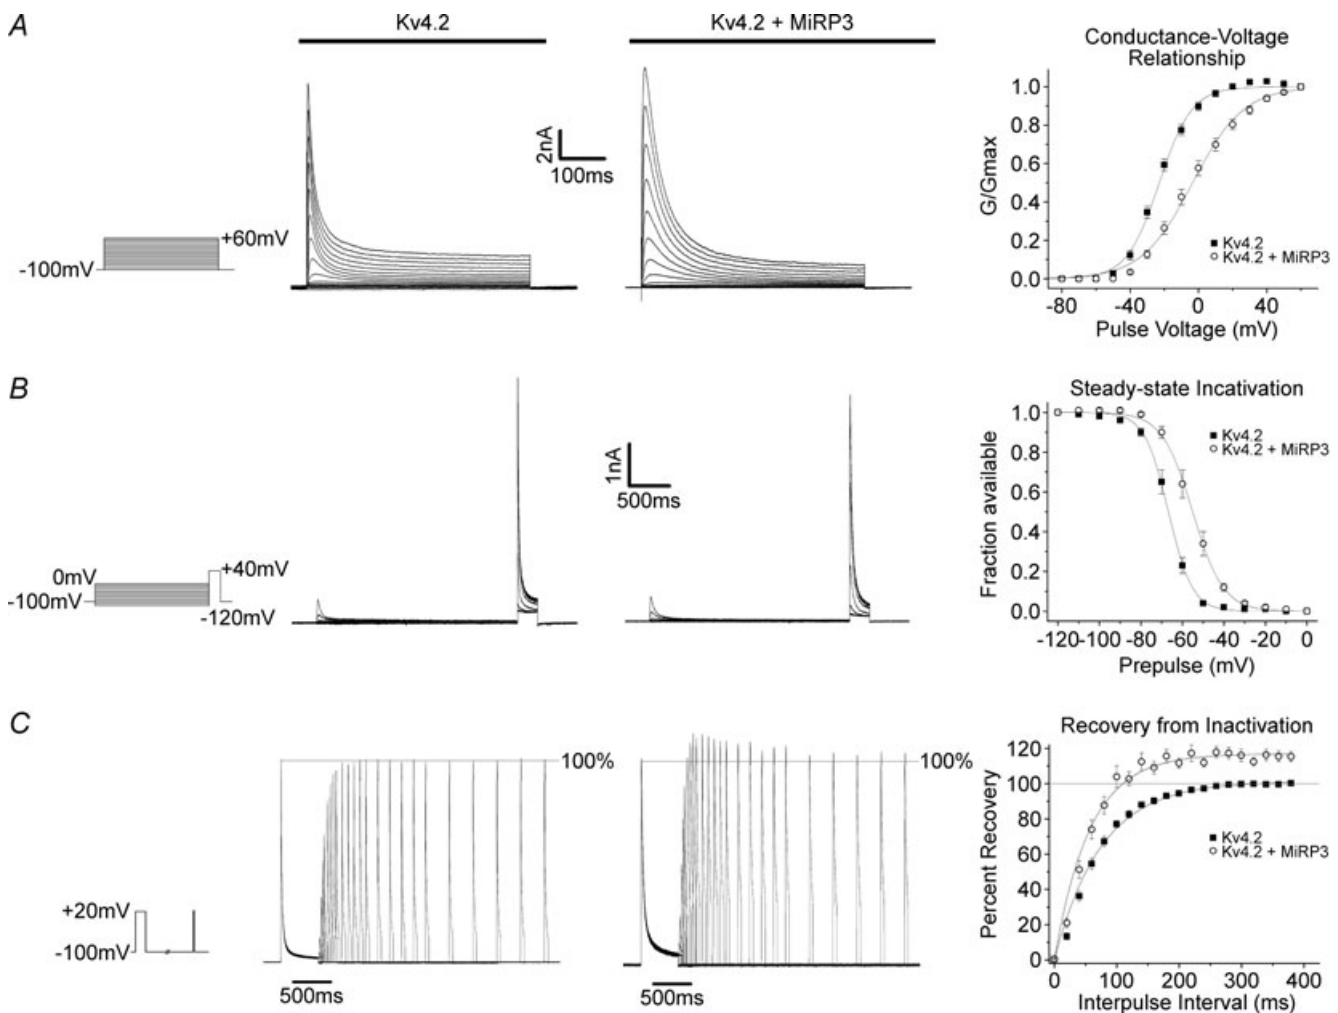 A
Kv4.2
Kv4.2 + MiRP3
2nA
100ms
+60mV
-100mV
Conductance-Voltage
Relationship
G/Gmax
1.0
0.8
0.6
0.4
0.2
0.0
Kv4.2
Kv4.2 + MiRP3
-80
-40
0
40
Pulse Voltage (mV)
B
1nA
500ms
0mV
+40mV
-100mV
-120mV
Steady-state Incativation
Fraction available
1.0
0.8
0.6
0.4
0.2
0.0
Kv4.2
Kv4.2 + MiRP3
-120 -100 -80 -60 -40 -20 0
Prepulse (mV)
C
100%
100%
+20mV
-100mV
500ms
500ms
Recovery from Inactivation
Percent Recovery
120
100
80
60
40
20
0
Kv4.2
Kv4.2 + MiRP3
0 100 200 300 400
Interpulse Interval (ms)